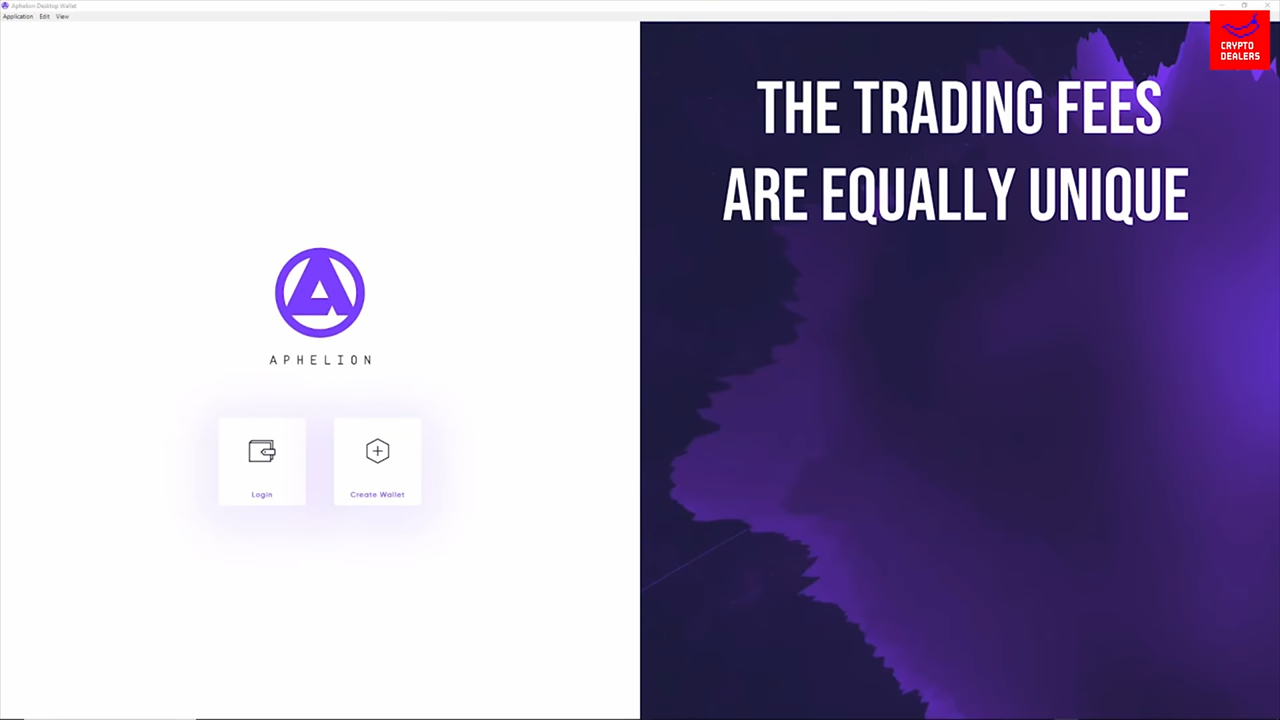 Aphelion Desktop Wallet
Application Edit View
CRYPTO
DEALERS
THE TRADING FEES
ARE EQUALLY UNIQUE
APHELION
Login
Create Wallet